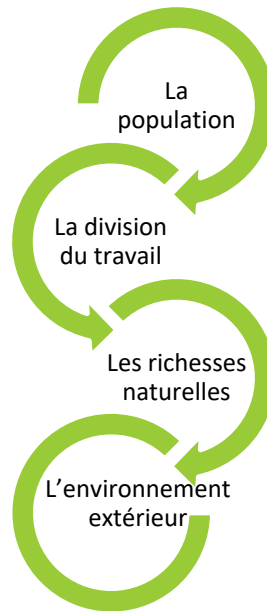 La
population
La division
du travail
Les richesses
naturelles
L’environnement
extérieur